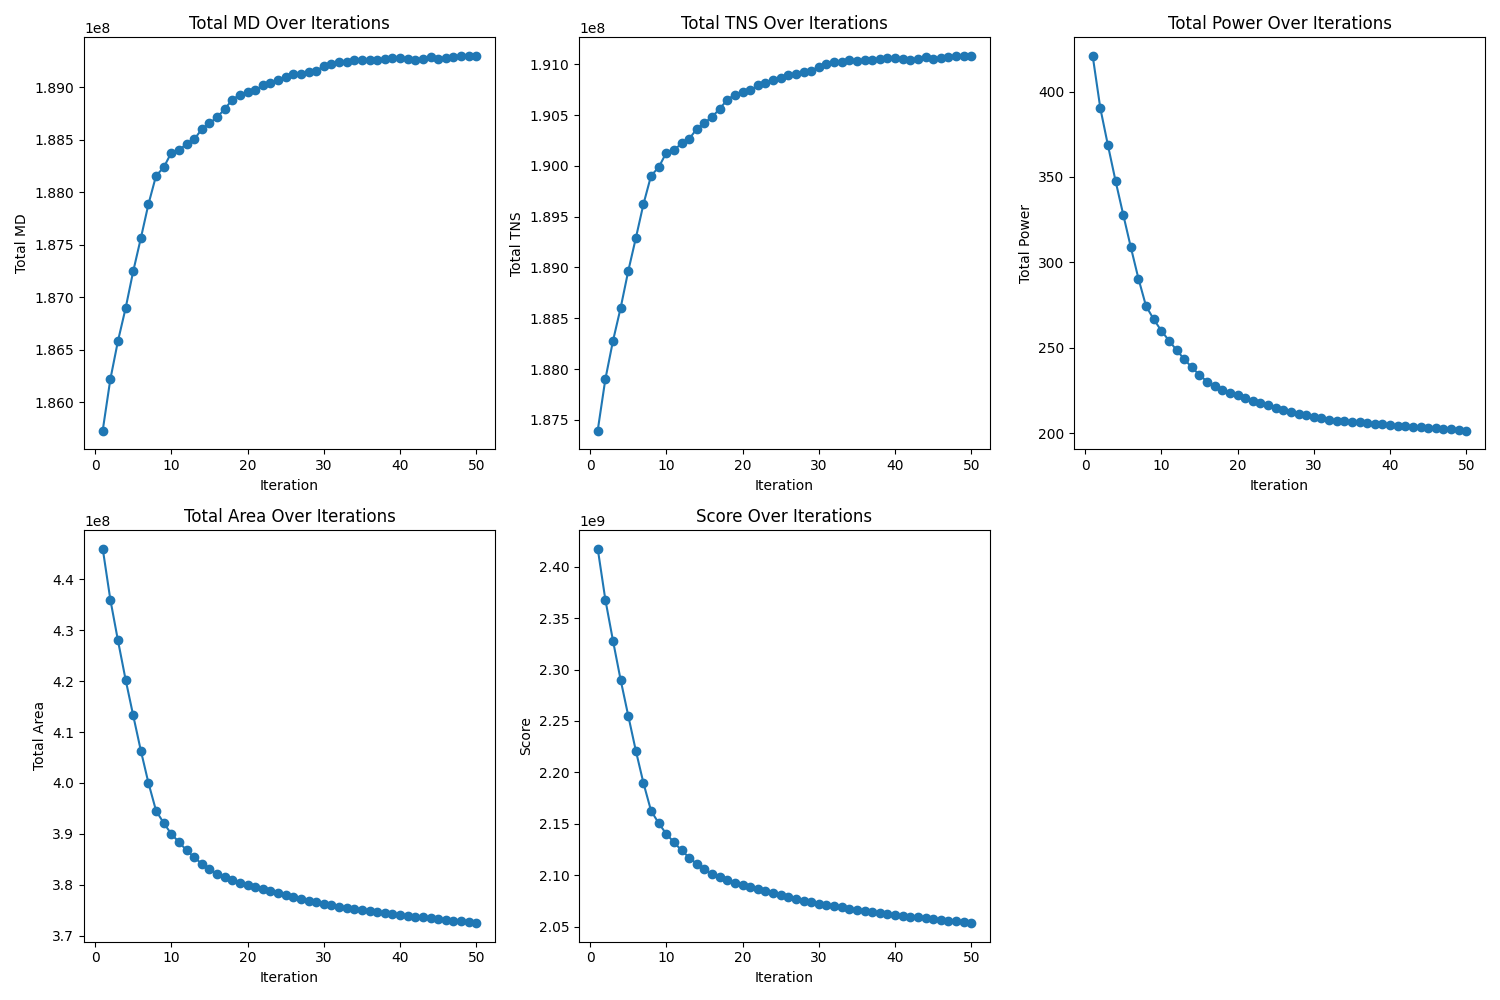 Total MD Over Iterations
1e8
Total MD
1.890
1.885
1.880
1.875
1.870
1.865
1.860
0 10 20 30 40 50
Iteration
Total TNS Over Iterations
1e8
Total TNS
1.910
1.905
1.900
1.895
1.890
1.885
1.880
1.875
0 10 20 30 40 50
Iteration
Total Power Over Iterations
Total Power
400
350
300
250
200
0 10 20 30 40 50
Iteration
Total Area Over Iterations
1e8
Total Area
4.4
4.3
4.2
4.1
4.0
3.9
3.8
3.7
0 10 20 30 40 50
Iteration
Score Over Iterations
1e9
Score
2.40
2.35
2.30
2.25
2.20
2.15
2.10
2.05
0 10 20 30 40 50
Iteration